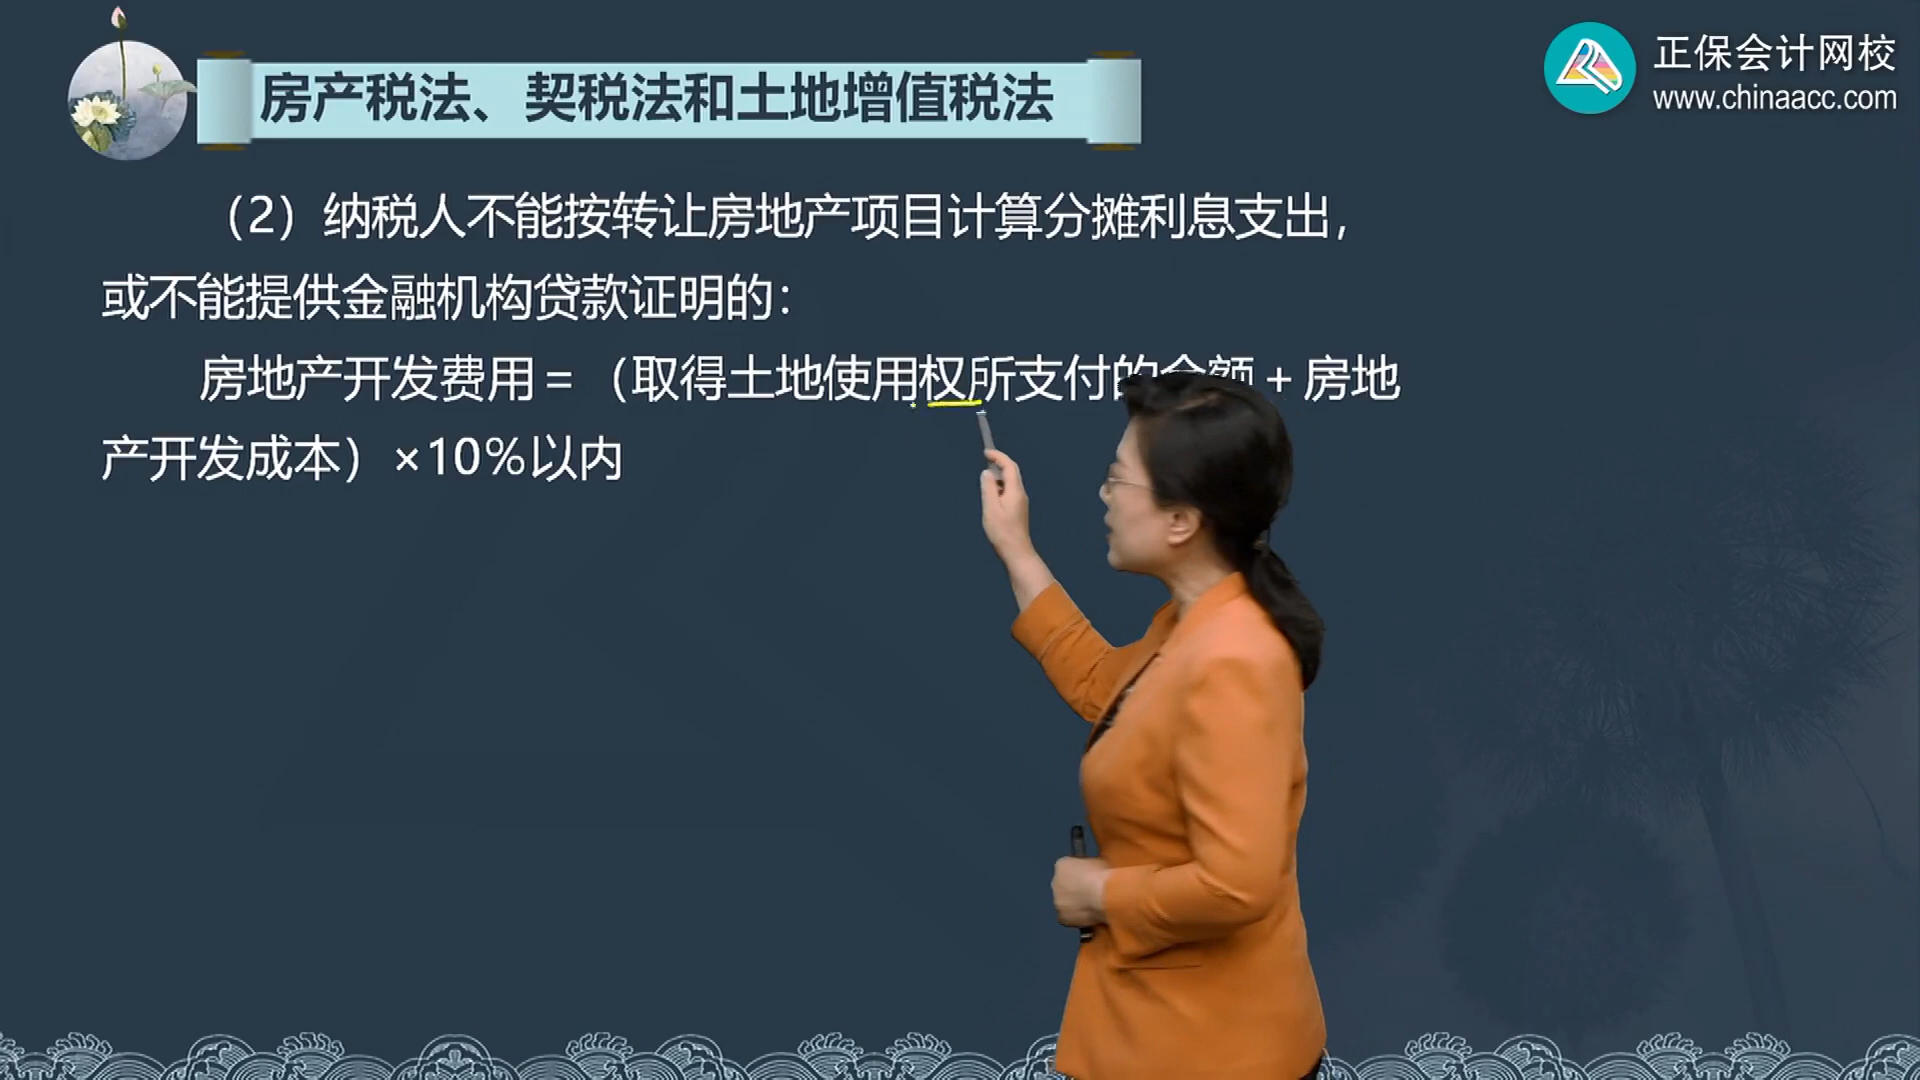 房产税法、契税法和土地增值税法
正保会计网校
www.chinaacc.com
（2）纳税人不能按转让房地产项目计算分摊利息支出，
或不能提供金融机构贷款证明的：
房地产开发费用＝（取得土地使用权所支付的金额＋房地
产开发成本）×10%以内